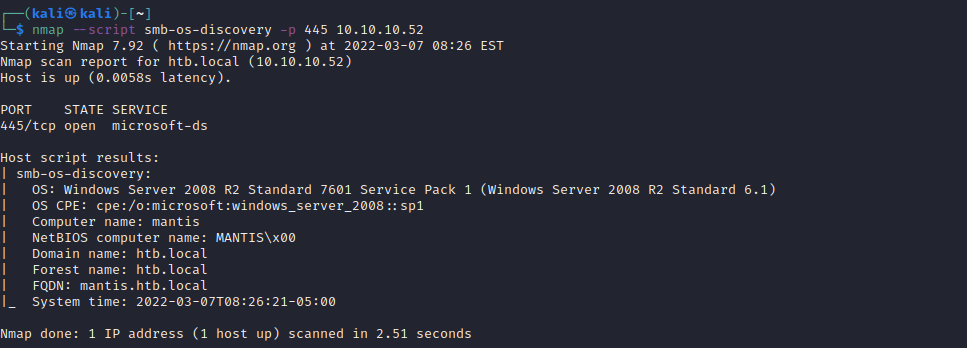 ┌──(kali㉿kali)-[~]
└─$ nmap --script smb-os-discovery -p 445 10.10.10.52
Starting Nmap 7.92 ( https://nmap.org ) at 2022-03-07 08:26 EST
Nmap scan report for htb.local (10.10.10.52)
Host is up (0.0058s latency).

PORT    STATE SERVICE
445/tcp open  microsoft-ds

Host script results:
| smb-os-discovery:
|   OS: Windows Server 2008 R2 Standard 7601 Service Pack 1 (Windows Server 2008 R2 Standard 6.1)
|   OS CPE: cpe:/o:microsoft:windows_server_2008::sp1
|   Computer name: mantis
|   NetBIOS computer name: MANTIS\x00
|   Domain name: htb.local
|   Forest name: htb.local
|   FQDN: mantis.htb.local
|_  System time: 2022-03-07T08:26:21-05:00

Nmap done: 1 IP address (1 host up) scanned in 2.51 seconds